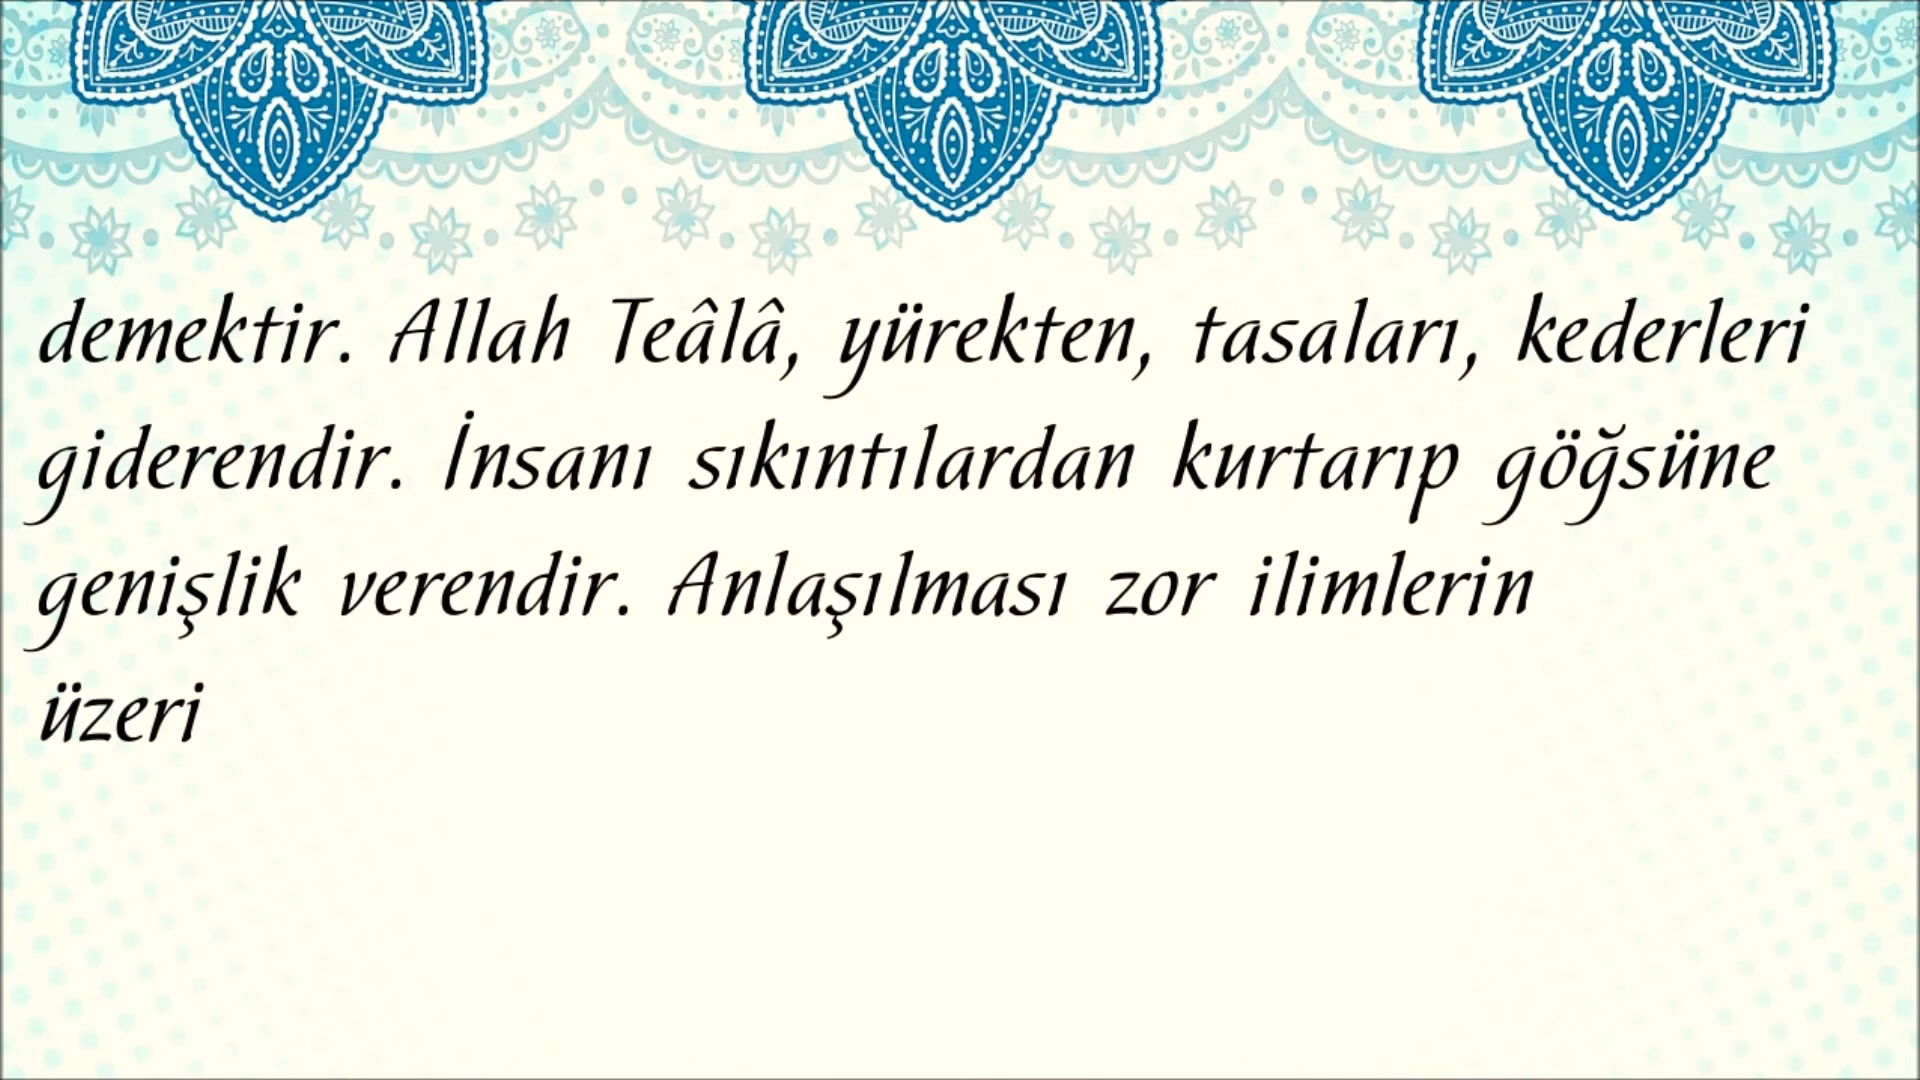 demektir. Allah Teâlâ, yürekten, tasaları, kederleri
giderendir. İnsanı sıkıntılardan kurtarıp göğsüne
genişlik verendir. Anlaşılması zor ilimlerin
üzeri